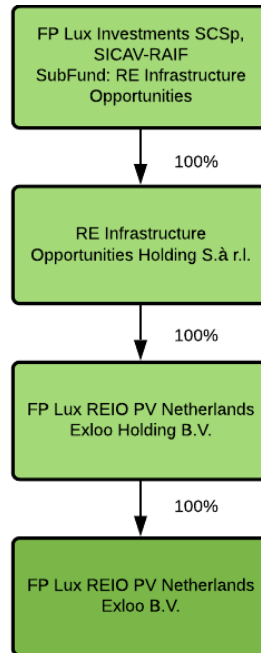 FP Lux Investments SCSp,
SICAV-RAIF
SubFund: RE Infrastructure
Opportunities
100%
RE Infrastructure
Opportunities Holding S.à r.l.
100%
FP Lux REIO PV Netherlands
Exloo Holding B.V.
100%
FP Lux REIO PV Netherlands
Exloo B.V.